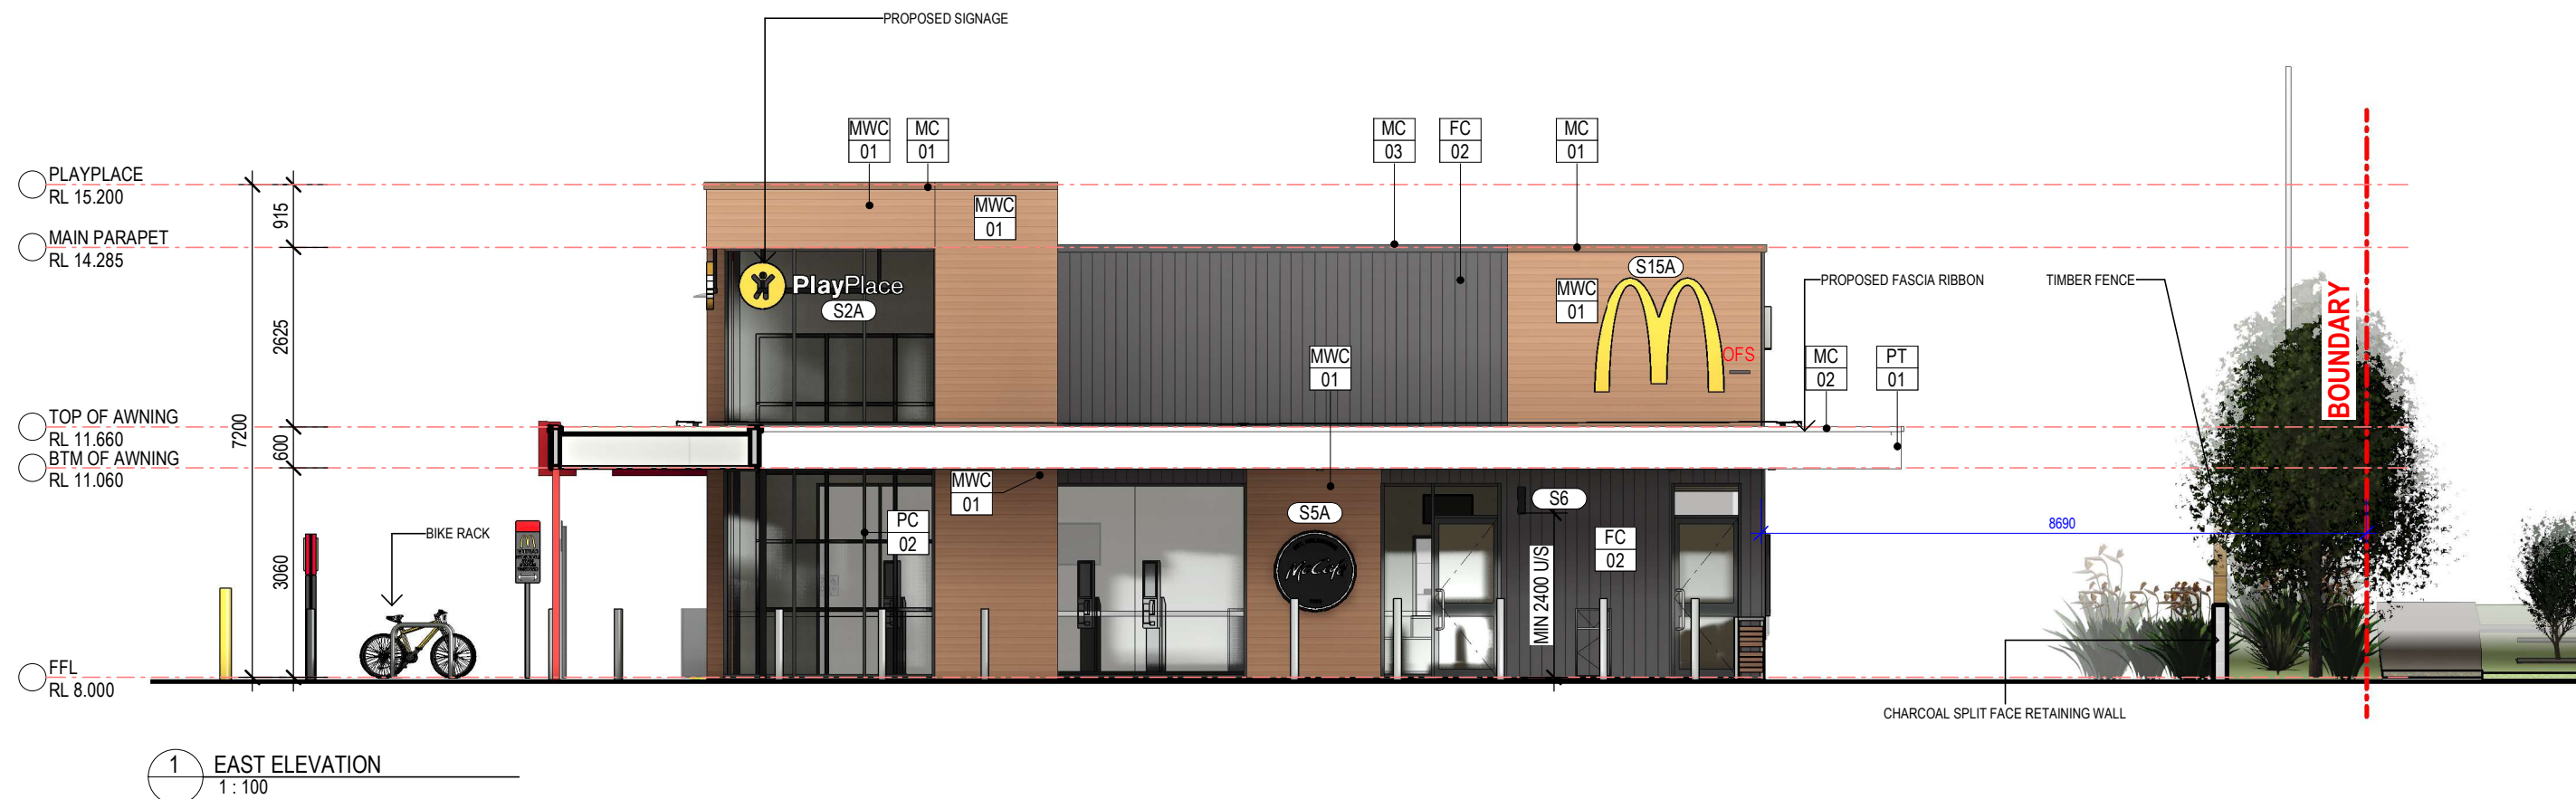 PROPOSED SIGNAGE
MWC
01
MC
01
MC
03
FC
02
MC
01
PLAYPLACE
RL 15.200
915
MWC
01
MAIN PARAPET
RL 14.285
S15A
PROPOSED FASCIA RIBBON
TIMBER FENCE
BOUNDARY
PlayPlace
S2A
MWC
01
2625
MWC
01
OFS
MC
02
PT
01
TOP OF AWNING
RL 11.660
7200
600
BTM OF AWNING
RL 11.060
MWC
01
S6
S5A
PC
02
8690
BIKE RACK
FC
02
3060
McCafé
MIN 2400 U/S
FFL
RL 8.000
CHARCOAL SPLIT FACE RETAINING WALL
1
EAST ELEVATION
1 : 100